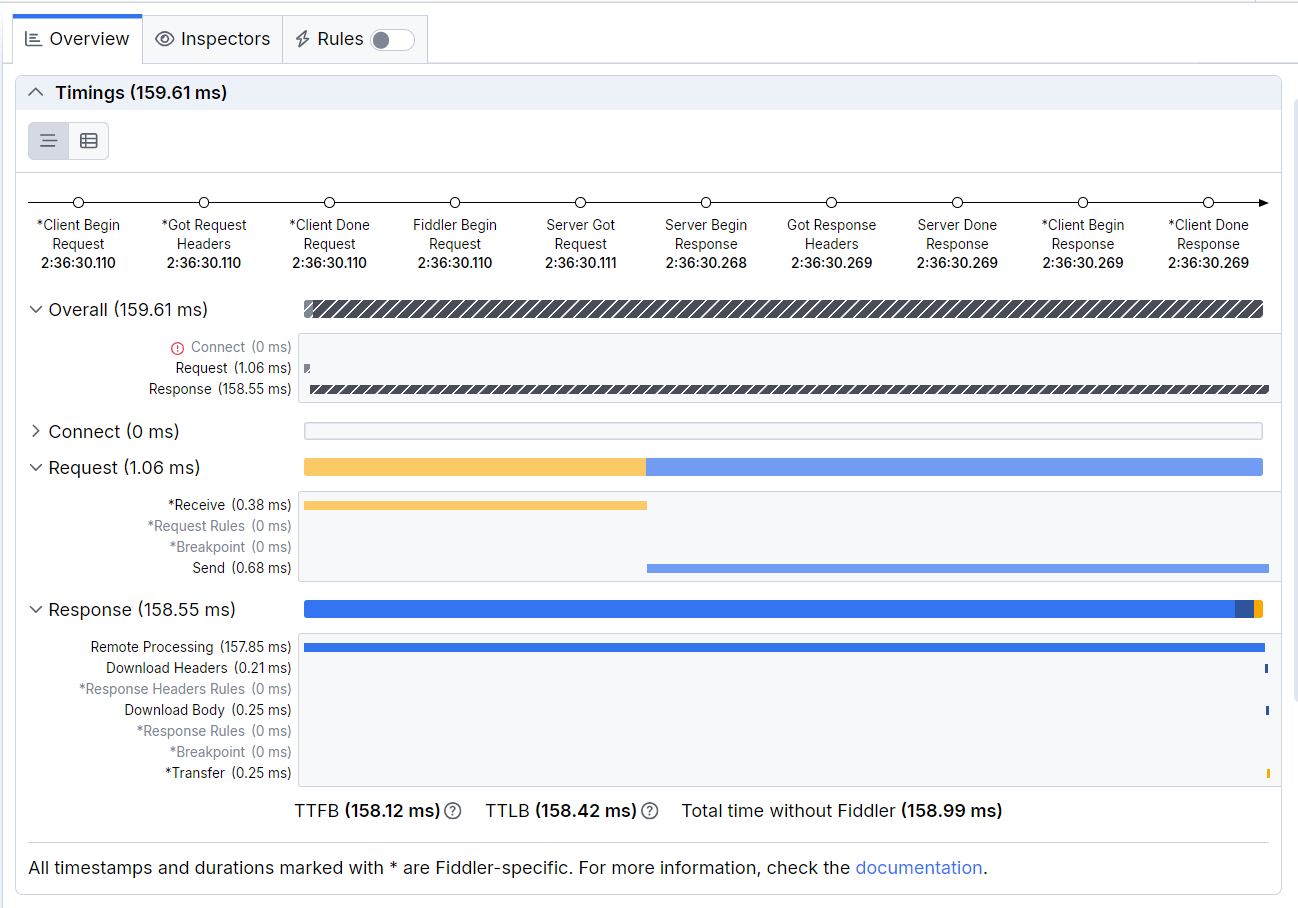 Overview Inspectors Rules
Timings (159.61 ms)
*Client Begin Request 2:36:30.110
*Got Request Headers 2:36:30.110
*Client Done Request 2:36:30.110
Fiddler Begin Request 2:36:30.110
Server Got Request 2:36:30.111
Server Begin Response 2:36:30.268
Got Response Headers 2:36:30.269
Server Done Response 2:36:30.269
*Client Begin Response 2:36:30.269
*Client Done Response 2:36:30.269
Overall (159.61 ms)
Connect (0 ms)
Request (1.06 ms)
Response (158.55 ms)
Connect (0 ms)
Request (1.06 ms)
*Receive (0.38 ms)
*Request Rules (0 ms)
*Breakpoint (0 ms)
Send (0.68 ms)
Response (158.55 ms)
Remote Processing (157.85 ms)
Download Headers (0.21 ms)
*Response Headers Rules (0 ms)
Download Body (0.25 ms)
*Response Rules (0 ms)
*Breakpoint (0 ms)
*Transfer (0.25 ms)
TTFB (158.12 ms) TTLB (158.42 ms) Total time without Fiddler (158.99 ms)
All timestamps and durations marked with * are Fiddler-specific. For more information, check the documentation.